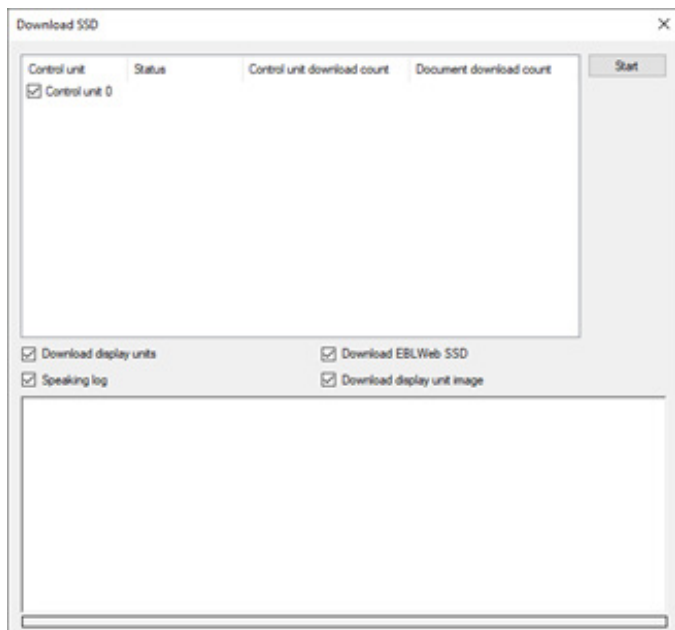 Download SSD
Control unit Status Control unit download count Document download count Start
Control unit 0
Download display units Download EBLWeb SSD
Speaking log Download display unit image